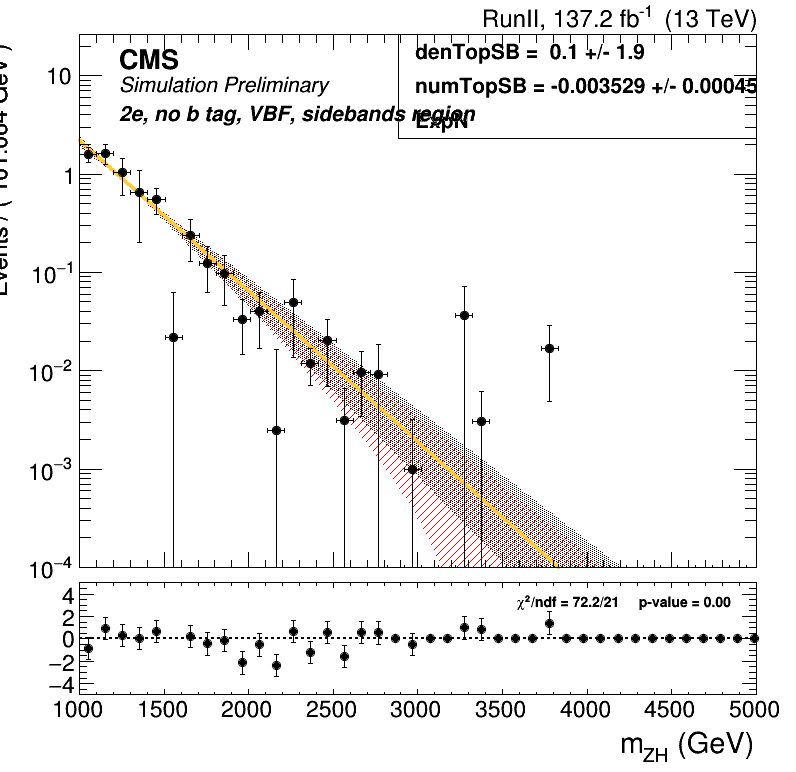 RunII, 137.2 fb⁻¹ (13 TeV)
CMS
Simulation Preliminary
2e, no b tag, VBF, sidebands region
denTopSB = 0.1 +/- 1.9
numTopSB = -0.003529 +/- 0.00045
ExpN
10
1
10⁻¹
10⁻²
10⁻³
10⁻⁴
χ²/ndf = 72.2/21 p-value = 0.00
4
2
0
−2
−4
1000 1500 2000 2500 3000 3500 4000 4500 5000
m_ZH (GeV)